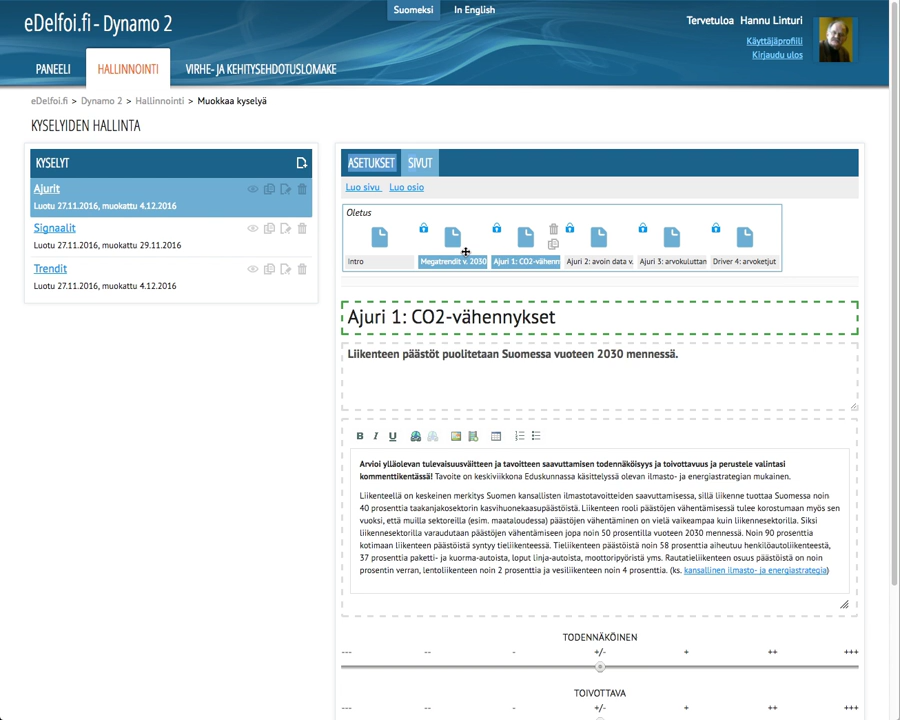 Suomeksi
In English
eDelfoi.fi - Dynamo 2
Tervetuloa Hannu Linturi
Käyttäjäprofiili
Kirjaudu ulos
PANEELI
HALLINNOINTI
VIRHE- JA KEHITYSEHDOTUSLOMAKE
eDelfoi.fi > Dynamo 2 > Hallinnointi > Muokkaa kyselyä
KYSELYIDEN HALLINTA
KYSELYT
Ajurit
Luotu 27.11.2016, muokattu 4.12.2016
Signaalit
Luotu 27.11.2016, muokattu 29.11.2016
Trendit
Luotu 27.11.2016, muokattu 4.12.2016
ASETUKSET
SIVUT
Luo sivu
Luo osio
Oletus
Intro
Megatrendit v. 2030
Ajuri 1: CO2-vähenn
Ajuri 2: avoin data v.
Ajuri 3: arvokuluttan
Driver 4: arvoketjut
Ajuri 1: CO2-vähennykset
Liikenteen päästöt puolitetaan Suomessa vuoteen 2030 mennessä.
B I U
Arvioi ylläolevan tulevaisuusväitteen ja tavoitteen saavuttamisen todennäköisyys ja toivottavuus ja perustele valintasi
kommenttikentässä! Tavoite on keskiviikkona Eduskunnassa käsittelyssä olevan ilmasto- ja energiastrategian mukainen.
Liikenteellä on keskeinen merkitys Suomen kansallisten ilmastotavoitteiden saavuttamisessa, sillä liikenne tuottaa Suomessa noin
40 prosenttia taakanjakosektorin kasvihuonekaasupäästöistä. Liikenteen rooli päästöjen vähentämisessä tulee korostumaan myös sen
vuoksi, että muilla sektoreilla (esim. maataloudessa) päästöjen vähentäminen on vielä vaikeampaa kuin liikennesektorilla. Siksi
liikennesektorilla varaudutaan päästöjen vähentämiseen jopa noin 50 prosentilla vuoteen 2030 mennessä. Noin 90 prosenttia
kotimaan liikenteen päästöistä syntyy tieliikenteessä. Tieliikenteen päästöistä noin 58 prosenttia aiheutuu henkilöautoliikenteestä,
37 prosenttia paketti- ja kuorma-autoista, loput linja-autoista, moottoripyöristä yms. Rautatieliikenteen osuus päästöistä on noin
prosentin verran, lentoliikenteen noin 2 prosenttia ja vesiliikenteen noin 4 prosenttia. (ks. kansallinen ilmasto- ja energiastrategia)
TODENNÄKÖINEN
--- -- - +/- + ++ +++
TOIVOTTAVA
--- -- - +/- + ++ +++